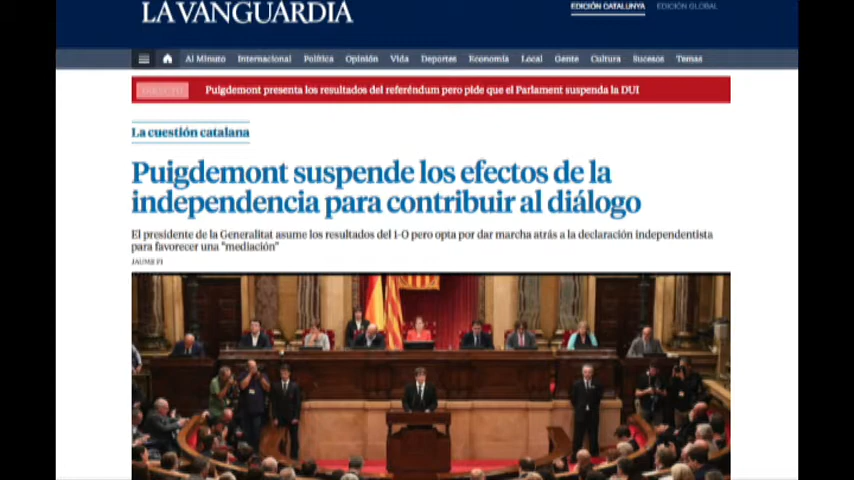 LA VANGUARDIA
EDICIÓN CATALUNYA EDICIÓN GLOBAL
Al Minuto Internacional Política Opinión Vida Deportes Economía Local Gente Cultura Sucesos Temas
DIRECTO Puigdemont presenta los resultados del referéndum pero pide que el Parlament suspenda la DUI
La cuestión catalana
Puigdemont suspende los efectos de la
independencia para contribuir al diálogo
El presidente de la Generalitat asume los resultados del 1-O pero opta por dar marcha atrás a la declaración independentista
para favorecer una "mediación"
JAUME PI